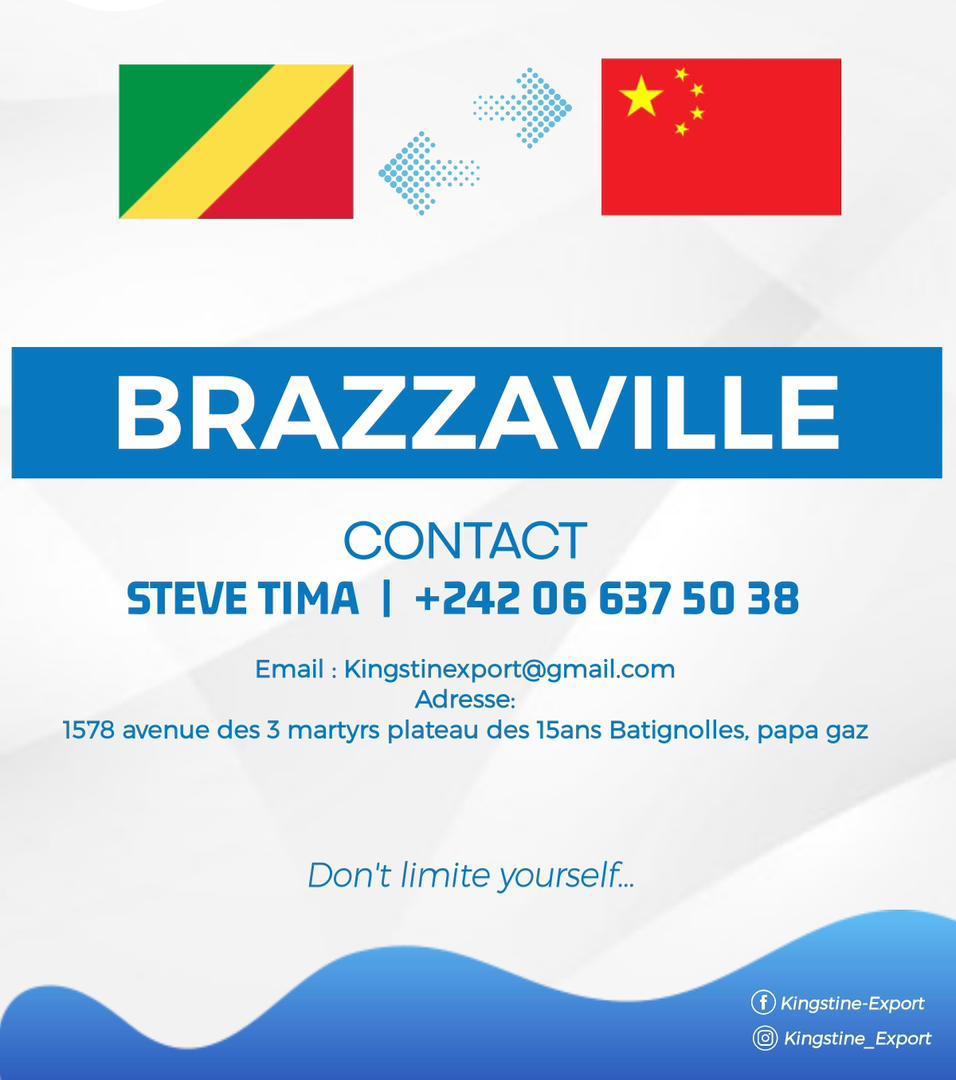 BRAZZAVILLE
CONTACT
STEVE TIMA | +242 06 637 50 38
Email : Kingstinexport@gmail.com
Adresse:
1578 avenue des 3 martyrs plateau des 15ans Batignolles, papa gaz
Don't limite yourself...
Kingstine-Export
Kingstine_Export